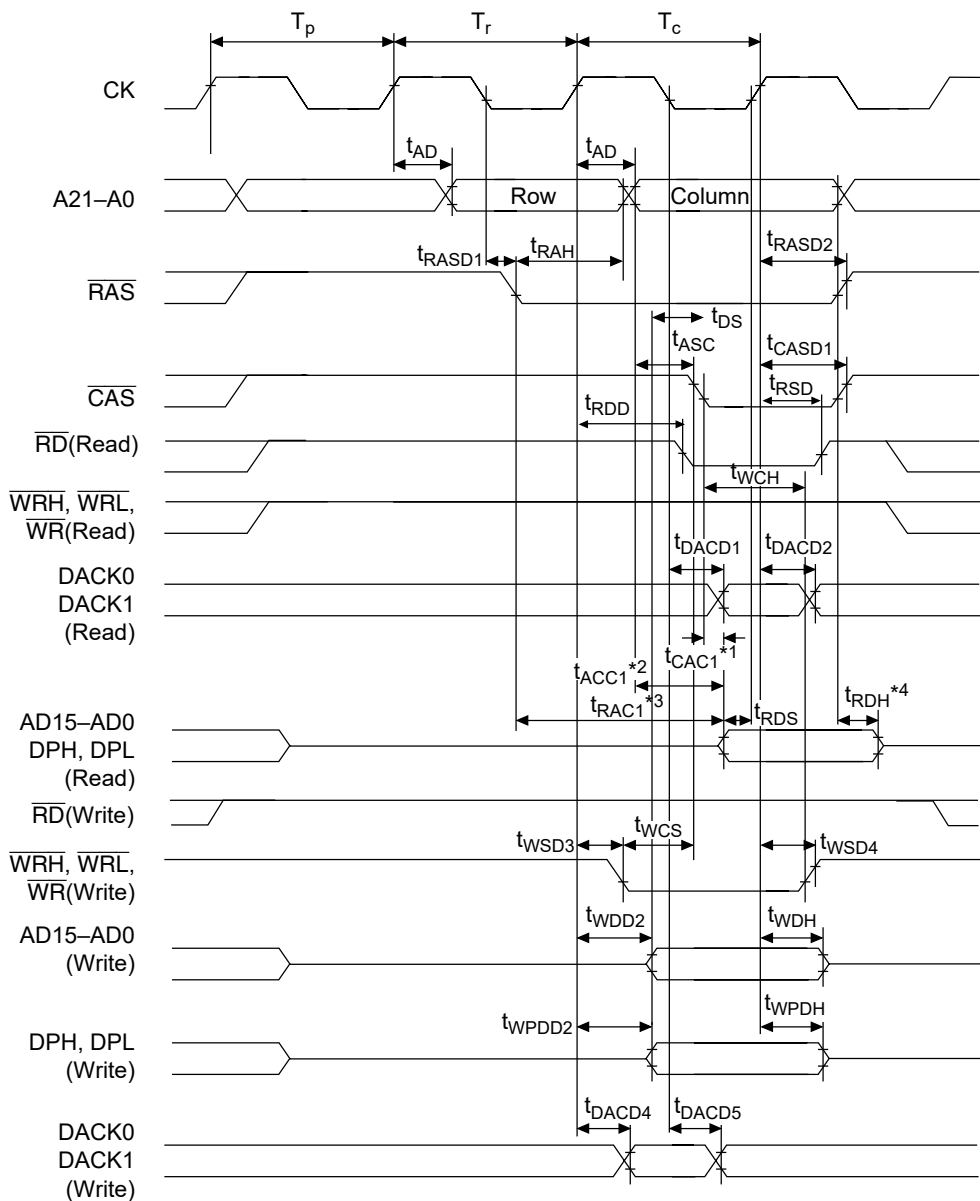 Tp Tr Tc
CK
tAD tAD
A21–A0 Row Column
tRASD1 tRAH tRASD2
RAS
tDS
tASC tCASD1
CAS
tRDD tRSD
RD(Read)
tWCH
WRH, WRL,
WR(Read)
DACK0 tDACD1 tDACD2
DACK1
(Read)
tCAC1*1
tACC1*2
tRAC1*3 tRDS tRDH*4
AD15–AD0
DPH, DPL
(Read)
RD(Write)
tWSD3 tWCS tWSD4
WRH, WRL,
WR(Write)
tWDD2 tWDH
AD15–AD0
(Write)
tWPDD2 tWPDH
DPH, DPL
(Write)
tDACD4 tDACD5
DACK0
DACK1
(Write)